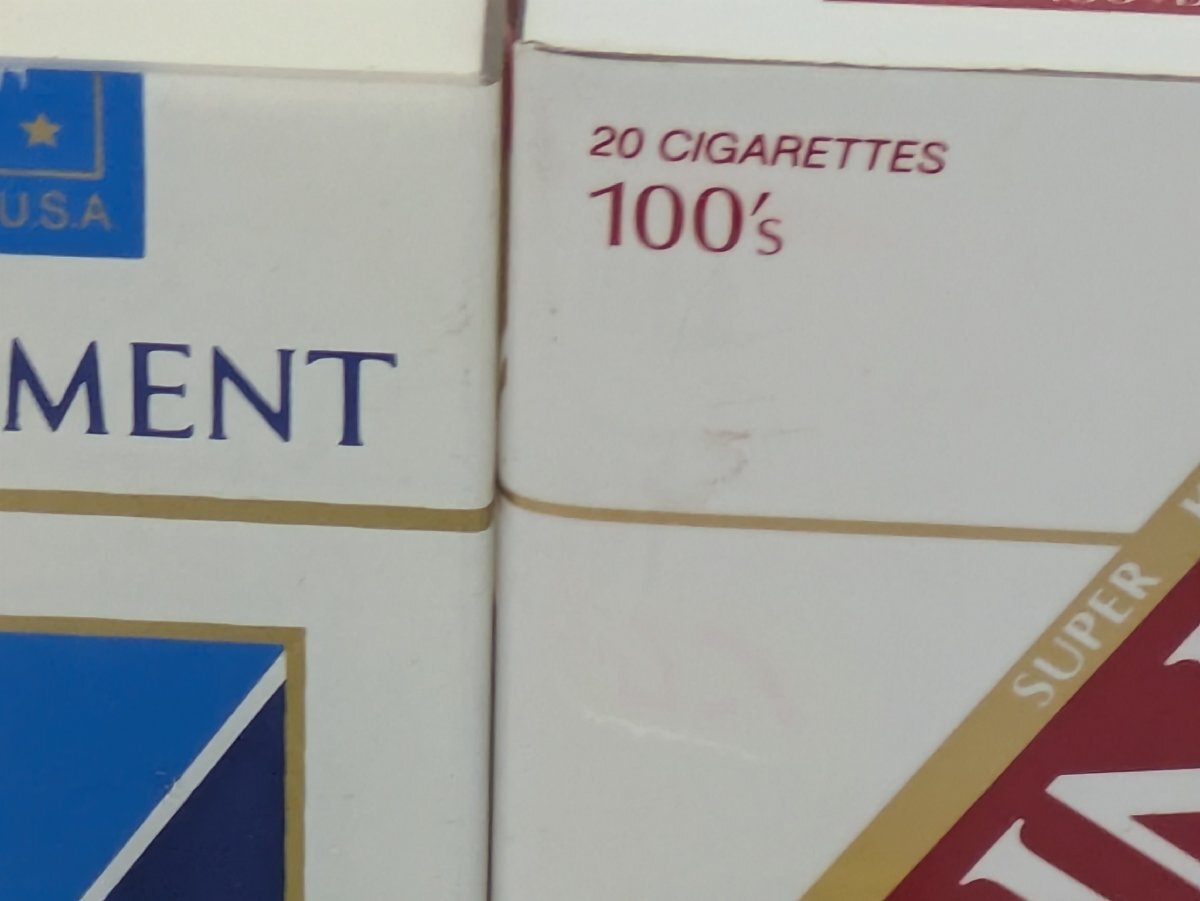 U.S.A
MENT
20 CIGARETTES
100's
SUPER